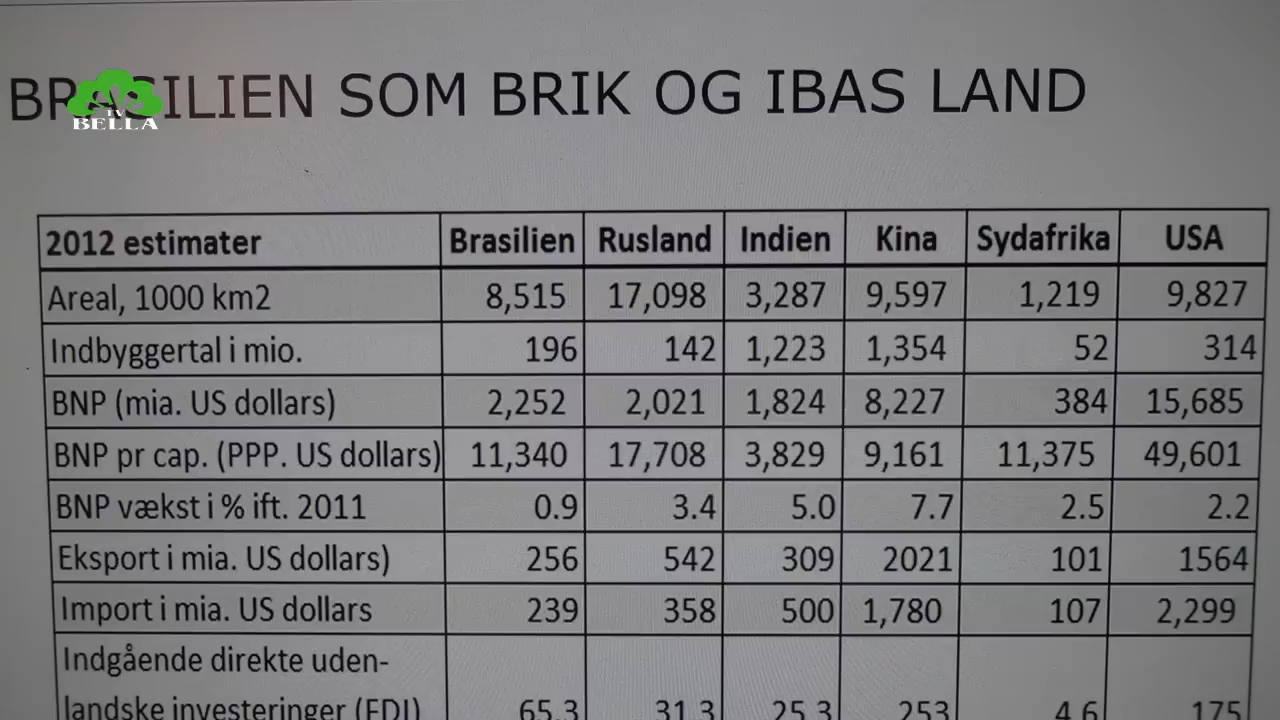 BRASILIEN SOM BRIK OG IBAS LAND
TV
BELLA
2012 estimater Brasilien Rusland Indien Kina Sydafrika USA
Areal, 1000 km2 8,515 17,098 3,287 9,597 1,219 9,827
Indbyggertal i mio. 196 142 1,223 1,354 52 314
BNP (mia. US dollars) 2,252 2,021 1,824 8,227 384 15,685
BNP pr cap. (PPP. US dollars) 11,340 17,708 3,829 9,161 11,375 49,601
BNP vækst i % ift. 2011 0.9 3.4 5.0 7.7 2.5 2.2
Eksport i mia. US dollars) 256 542 309 2021 101 1564
Import i mia. US dollars 239 358 500 1,780 107 2,299
Indgående direkte uden-
landske investeringer (FDI) 65.3 31.3 25.3 253 4.6 175